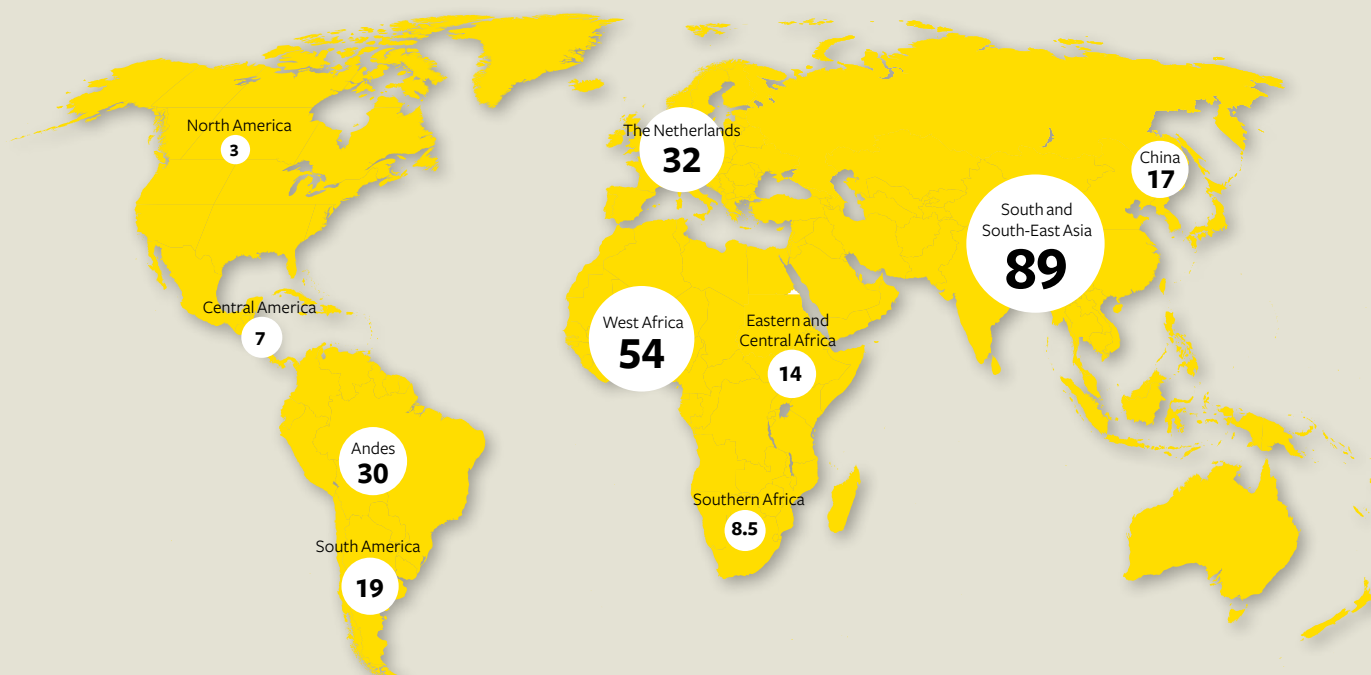 North America
3
The Netherlands
32
China
17
South and
South-East Asia
89
Central America
7
West Africa
54
Eastern and
Central Africa
14
Andes
30
Southern Africa
8.5
South America
19